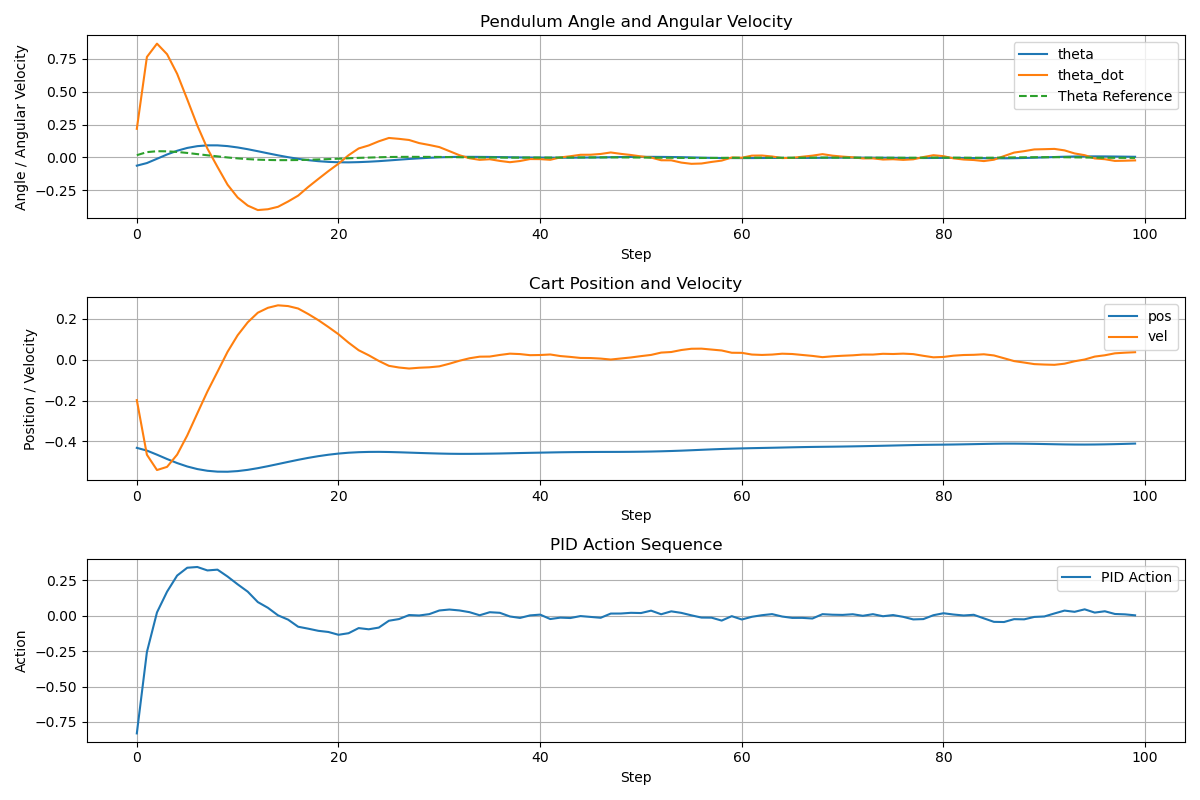 Pendulum Angle and Angular Velocity
Angle / Angular Velocity
0.75
0.50
0.25
0.00
−0.25
theta
theta_dot
Theta Reference
0 20 40 60 80 100
Step
Cart Position and Velocity
Position / Velocity
0.2
0.0
−0.2
−0.4
pos
vel
0 20 40 60 80 100
Step
PID Action Sequence
Action
0.25
0.00
−0.25
−0.50
−0.75
PID Action
0 20 40 60 80 100
Step